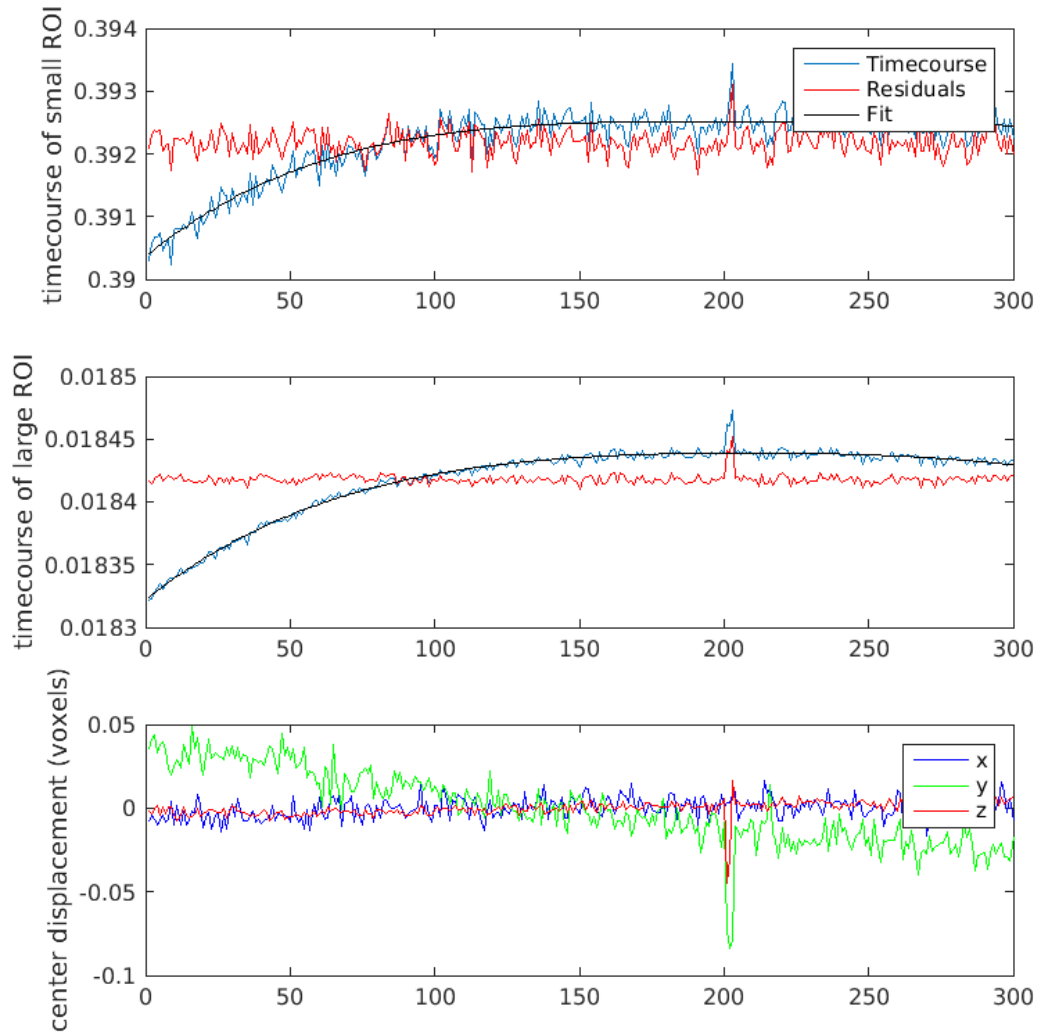 timecourse of small ROI
0.394
0.393
0.392
0.391
0.39
Timecourse
Residuals
Fit
0 50 100 150 200 250 300
timecourse of large ROI
0.0185
0.01845
0.0184
0.01835
0.0183
0 50 100 150 200 250 300
center displacement (voxels)
0.05
0
-0.05
-0.1
x
y
z
0 50 100 150 200 250 300